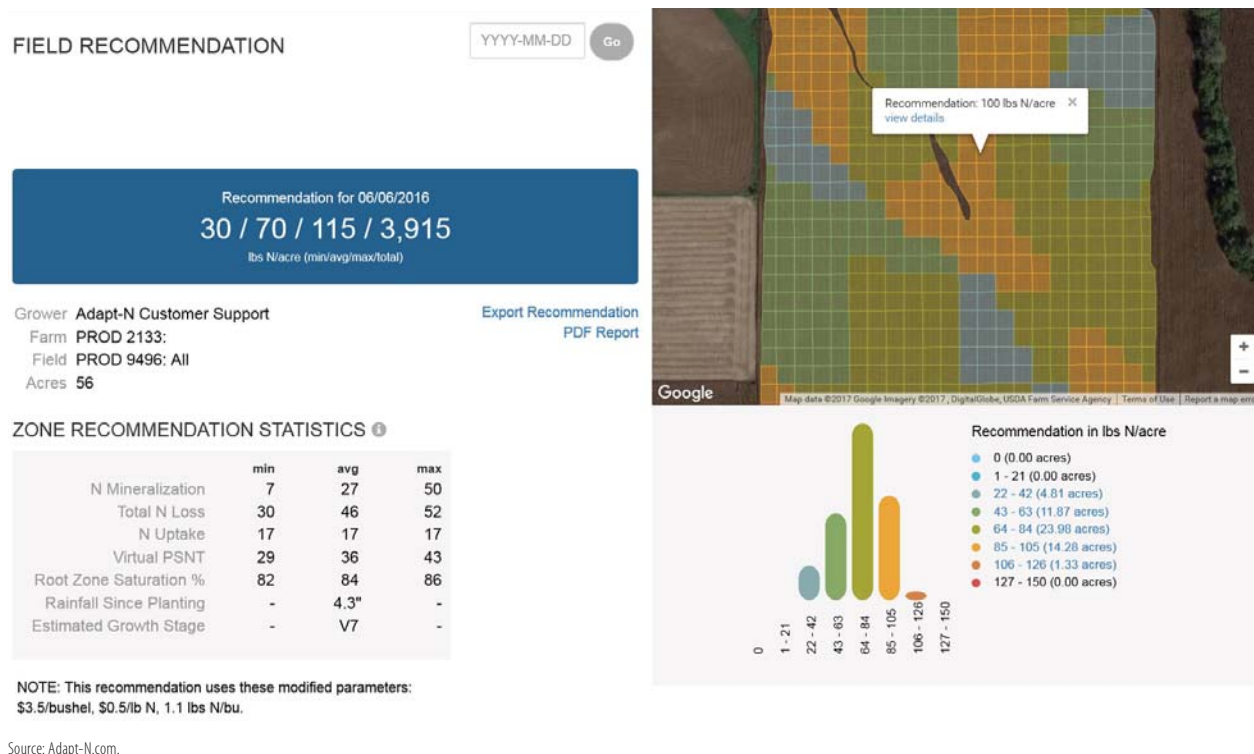 FIELD RECOMMENDATION
YYYY-MM-DD
Go
Recommendation for 06/06/2016
30 / 70 / 115 / 3,915
lbs N/acre (min/avg/max/total)
Grower Adapt-N Customer Support
Farm PROD 2133:
Field PROD 9496: All
Acres 56
Export Recommendation
PDF Report
ZONE RECOMMENDATION STATISTICS
min avg max
N Mineralization 7 27 50
Total N Loss 30 46 52
N Uptake 17 17 17
Virtual PSNT 29 36 43
Root Zone Saturation % 82 84 86
Rainfall Since Planting - 4.3" -
Estimated Growth Stage - V7 -
NOTE: This recommendation uses these modified parameters:
$3.5/bushel, $0.5/lb N, 1.1 lbs N/bu.
Source: Adapt-N.com.
Recommendation: 100 lbs N/acre ×
view details
+
−
Google
Map data ©2017 Google Imagery ©2017 , DigitalGlobe, USDA Farm Service Agency Terms of Use Report a map
Recommendation in lbs N/acre
0 (0.00 acres)
1 - 21 (0.00 acres)
22 - 42 (4.81 acres)
43 - 63 (11.87 acres)
64 - 84 (23.98 acres)
85 - 105 (14.28 acres)
106 - 126 (1.33 acres)
127 - 150 (0.00 acres)
0
1 - 21
22 - 42
43 - 63
64 - 84
85 - 105
106 - 126
127 - 150